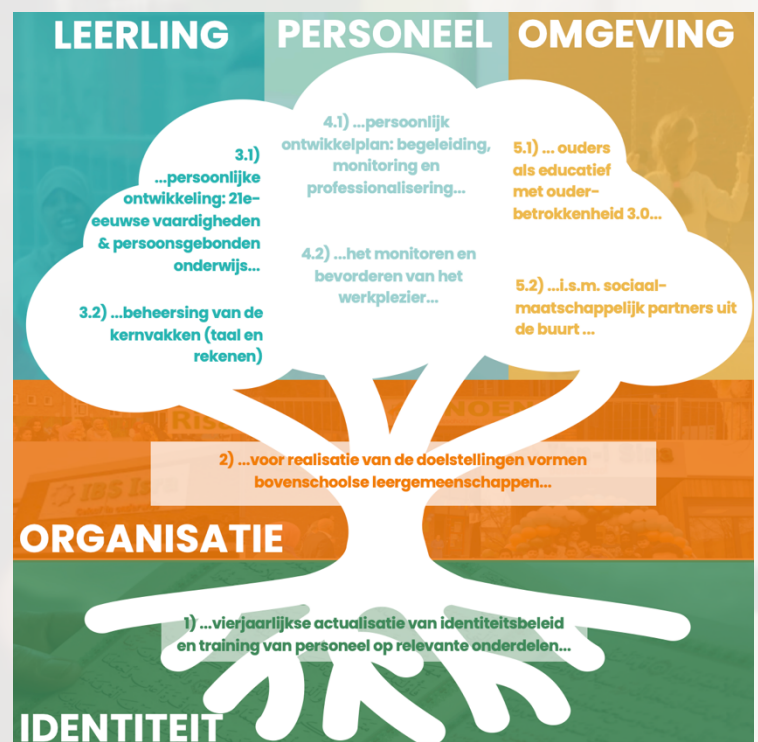 LEERLING
PERSONEEL
OMGEVING
3.1)
...persoonlijke
ontwikkeling: 21e-
eeuwse vaardigheden
& persoonsgebonden
onderwijs...
3.2) ...beheersing van de
kernvakken (taal en
rekenen)
4.1) ...persoonlijk
ontwikkelplan: begeleiding,
monitoring en
professionalisering...
4.2) ...het monitoren en
bevorderen van het
werkplezier...
5.1) ... ouders
als educatief
met ouder-
betrokkenheid 3.0...
5.2) ...i.s.m. sociaal-
maatschappelijk partners uit
de buurt ...
2) ...voor realisatie van de doelstellingen vormen
bovenschoolse leergemeenschappen...
ORGANISATIE
1) ...vierjaarlijkse actualisatie van identiteitsbeleid
en training van personeel op relevante onderdelen...
IDENTITEIT